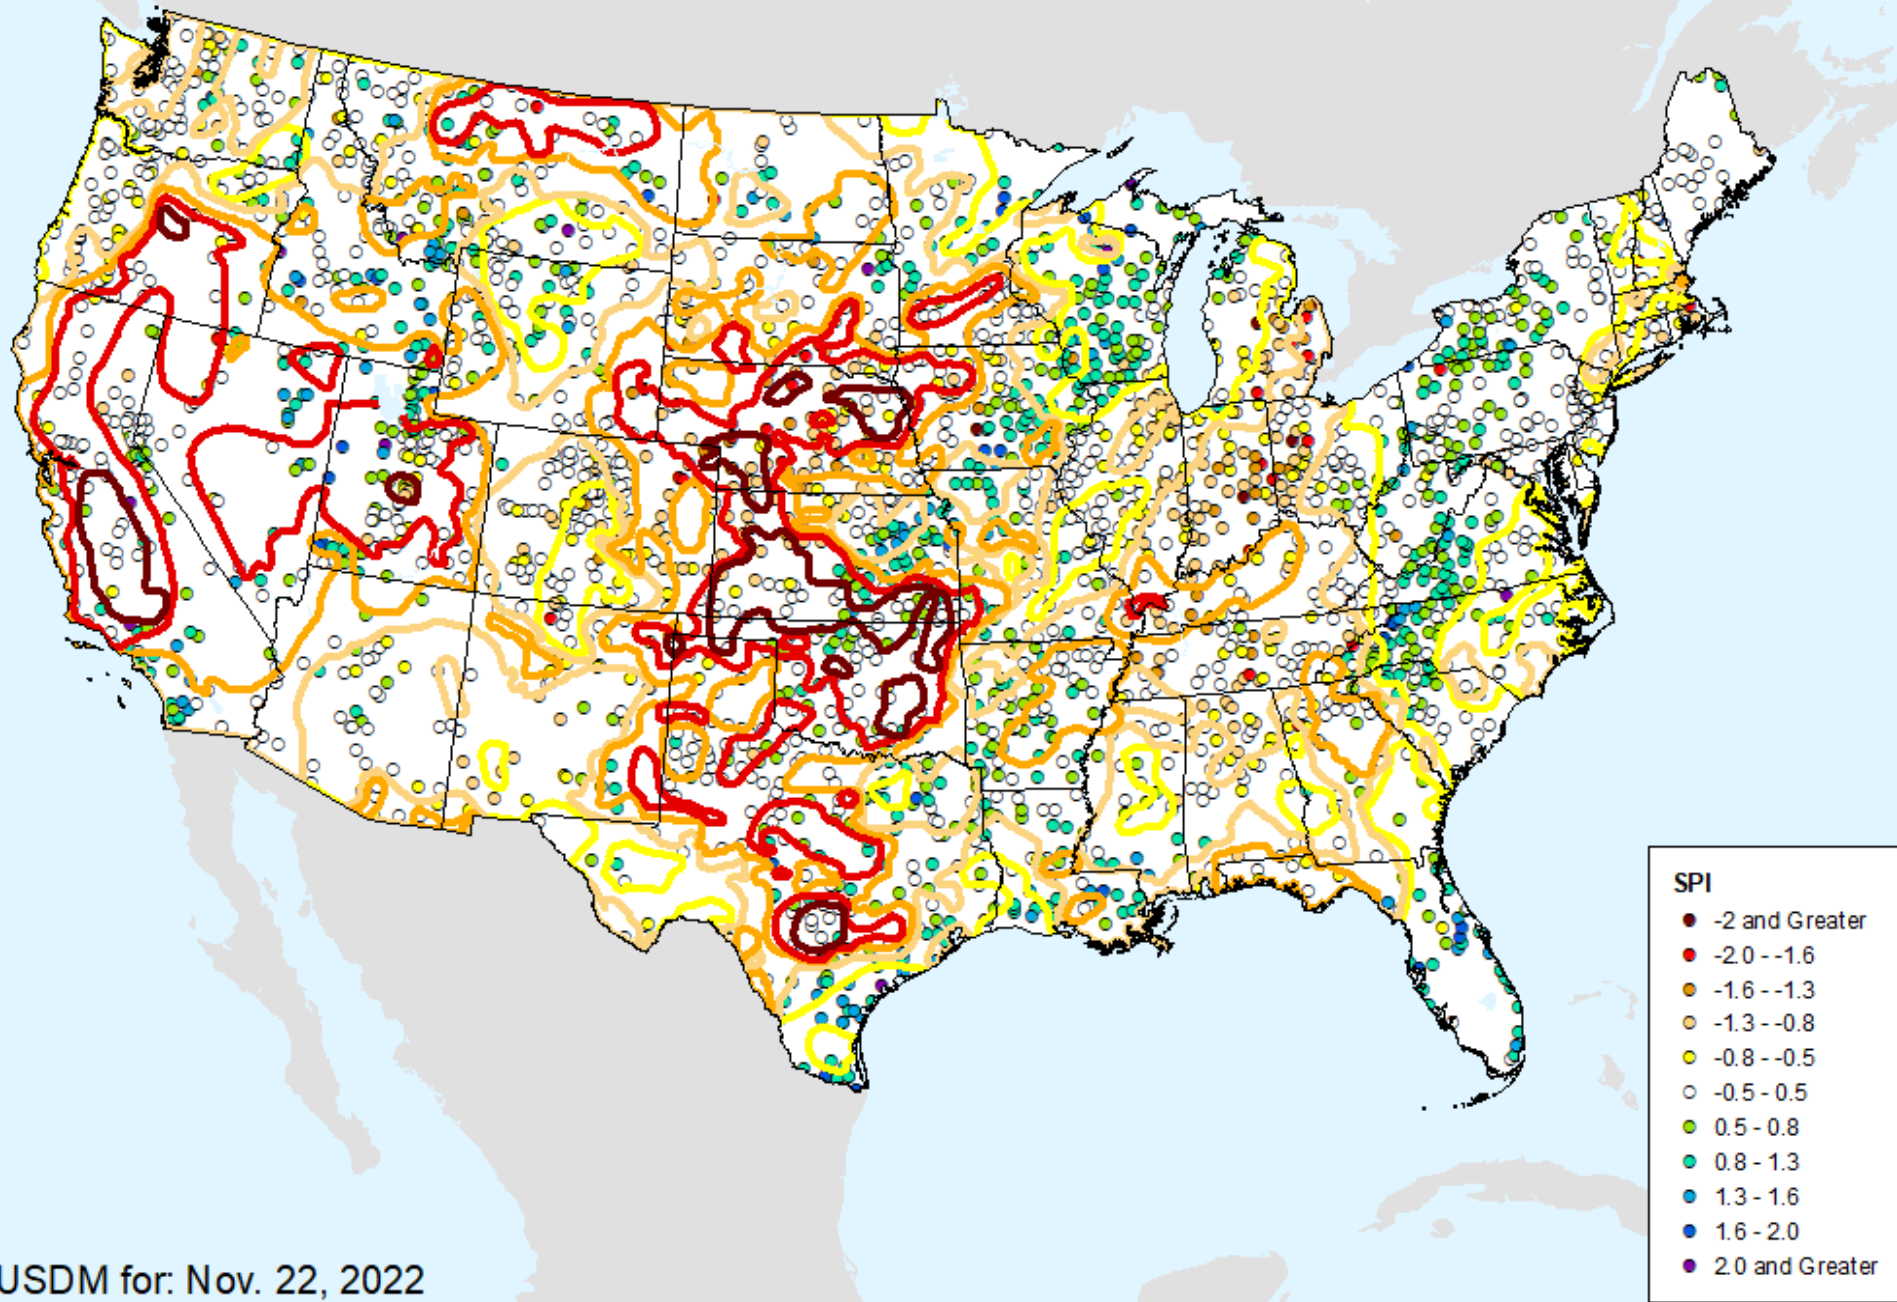 SPI
-2 and Greater
-2.0 - -1.6
-1.6 - -1.3
-1.3 - -0.8
-0.8 - -0.5
-0.5 - 0.5
0.5 - 0.8
0.8 - 1.3
1.3 - 1.6
1.6 - 2.0
2.0 and Greater
USDM for: Nov. 22, 2022